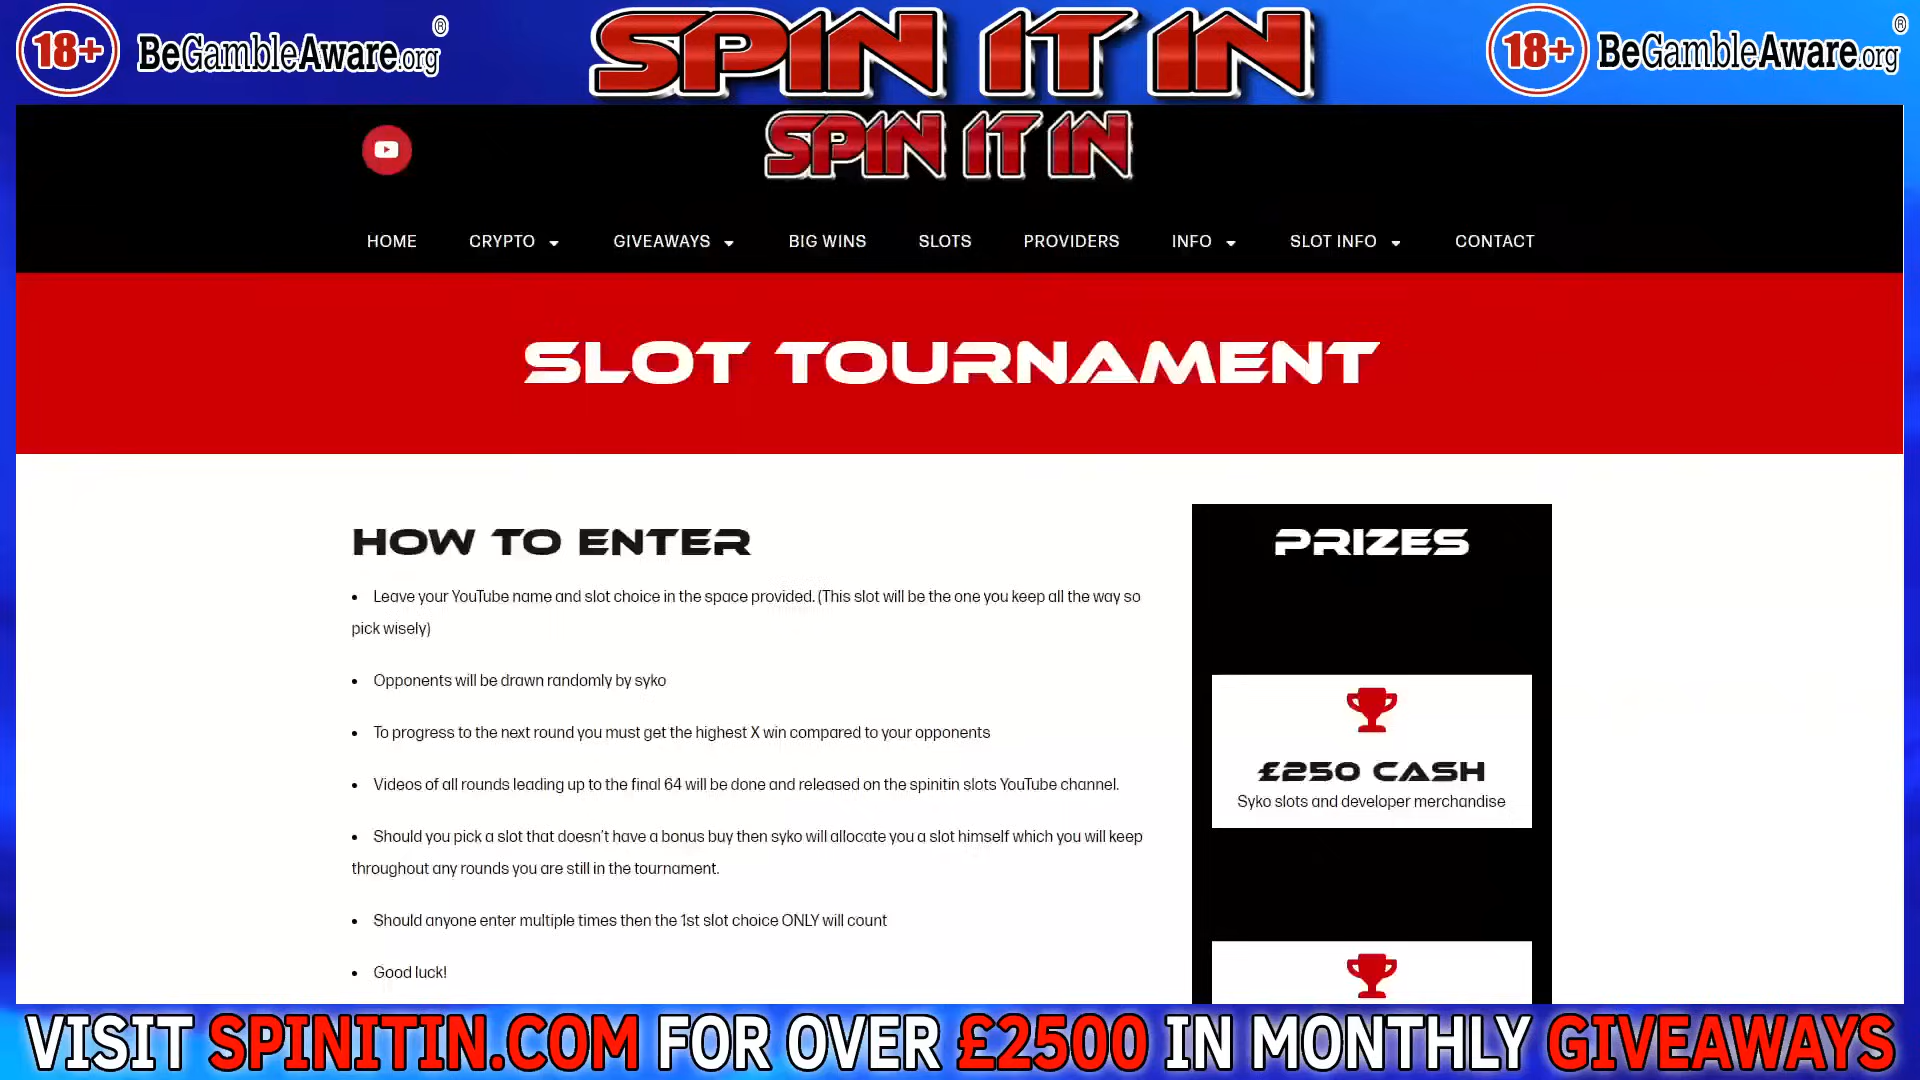 18+ BeGambleAware.org®
SPIN IT IN
18+ BeGambleAware.org®
SPIN IT IN
HOME CRYPTO GIVEAWAYS BIG WINS SLOTS PROVIDERS INFO SLOT INFO CONTACT
SLOT TOURNAMENT
HOW TO ENTER
• Leave your YouTube name and slot choice in the space provided. (This slot will be the one you keep all the way so
pick wisely)
• Opponents will be drawn randomly by syko
• To progress to the next round you must get the highest X win compared to your opponents
• Videos of all rounds leading up to the final 64 will be done and released on the spinitin slots YouTube channel.
• Should you pick a slot that doesn't have a bonus buy then syko will allocate you a slot himself which you will keep
throughout any rounds you are still in the tournament.
• Should anyone enter multiple times then the 1st slot choice ONLY will count
• Good luck!
PRIZES
£250 CASH
Syko slots and developer merchandise
VISIT SPINITIN.COM FOR OVER £2500 IN MONTHLY GIVEAWAYS